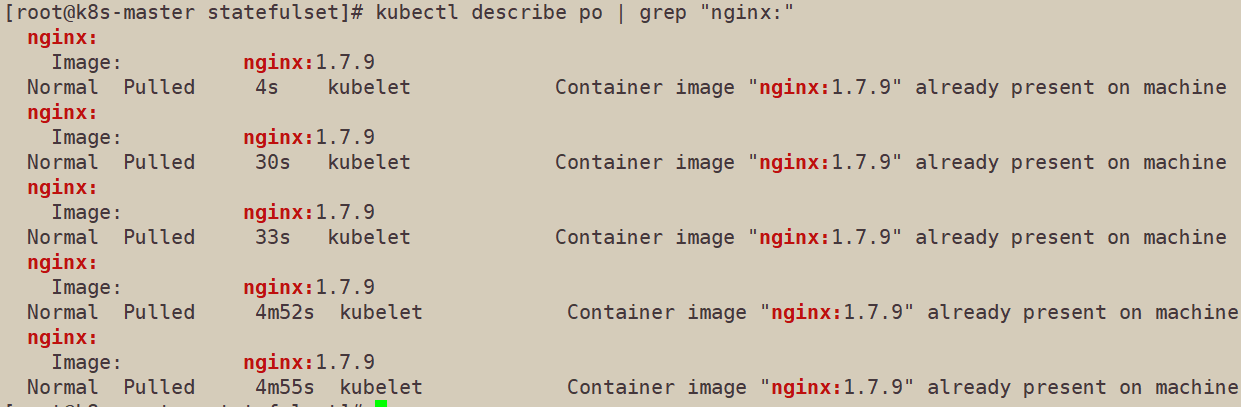 [root@k8s-master statefulset]# kubectl describe po | grep "nginx:"
  nginx:
    Image:          nginx:1.7.9
  Normal  Pulled     4s    kubelet            Container image "nginx:1.7.9" already present on machine
  nginx:
    Image:          nginx:1.7.9
  Normal  Pulled     30s   kubelet            Container image "nginx:1.7.9" already present on machine
  nginx:
    Image:          nginx:1.7.9
  Normal  Pulled     33s   kubelet            Container image "nginx:1.7.9" already present on machine
  nginx:
    Image:          nginx:1.7.9
  Normal  Pulled     4m52s  kubelet            Container image "nginx:1.7.9" already present on machine
  nginx:
    Image:          nginx:1.7.9
  Normal  Pulled     4m55s  kubelet            Container image "nginx:1.7.9" already present on machine
[root@k8s-master statefulset]#